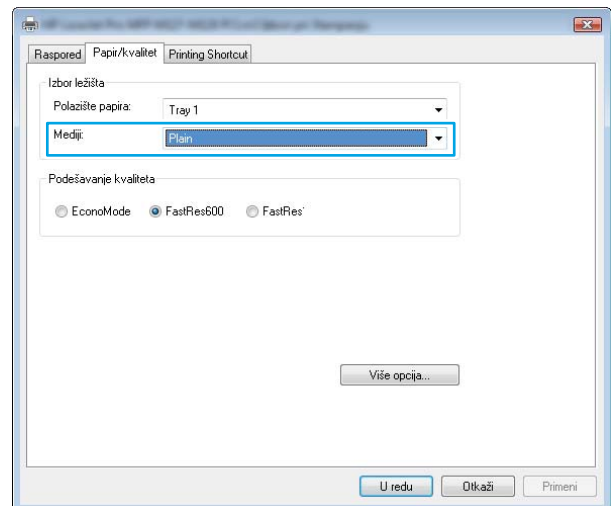 Raspored Papir/kvalitet Printing Shortcut
Izbor ležišta
Polazište papira: Tray 1
Mediji: Plain
Podešavanje kvaliteta
EconoMode FastRes600 FastRes'
Više opcija...
U redu Otkaži Primeni